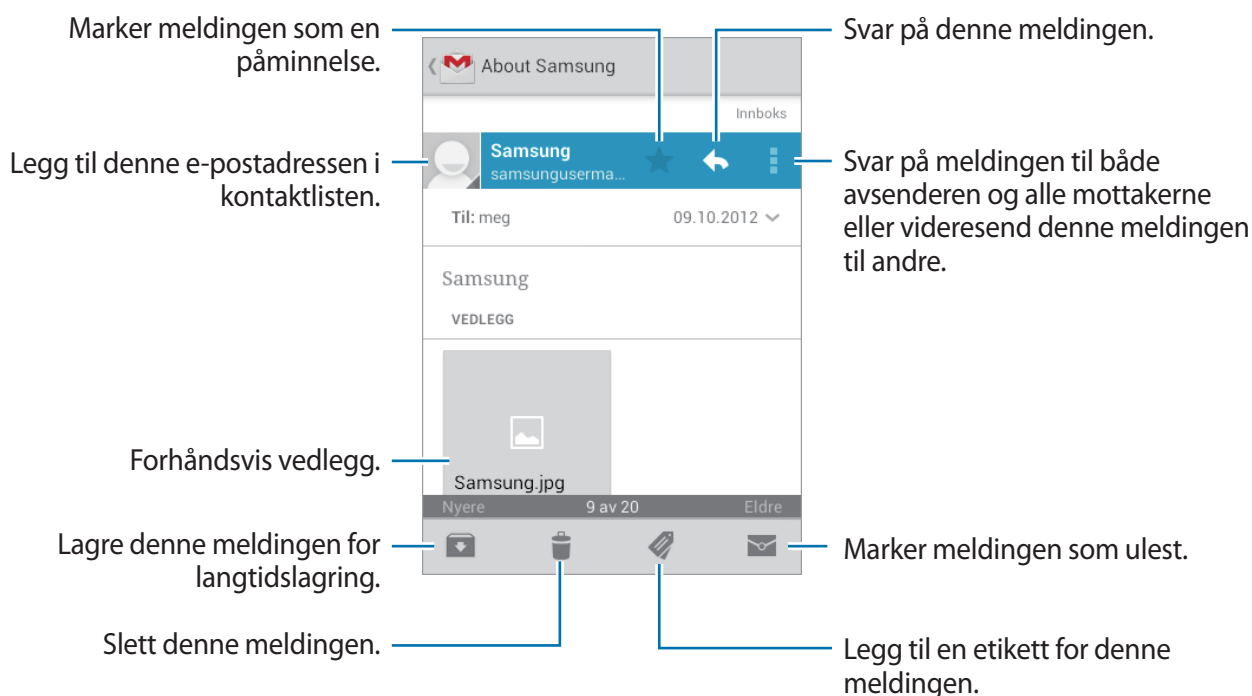 Marker meldingen som en
påminnelse.
Svar på denne meldingen.
About Samsung
Innboks
Legg til denne e-postadressen i
kontaktlisten.
Samsung
samsunguserma...
Svar på meldingen til både
avsenderen og alle mottakerne
eller videresend denne meldingen
til andre.
Til: meg 09.10.2012
Samsung
VEDLEGG
Forhåndsvis vedlegg.
Samsung.jpg
Nyere 9 av 20 Eldre
Lagre denne meldingen for
langtidslagring.
Marker meldingen som ulest.
Slett denne meldingen.
Legg til en etikett for denne
meldingen.